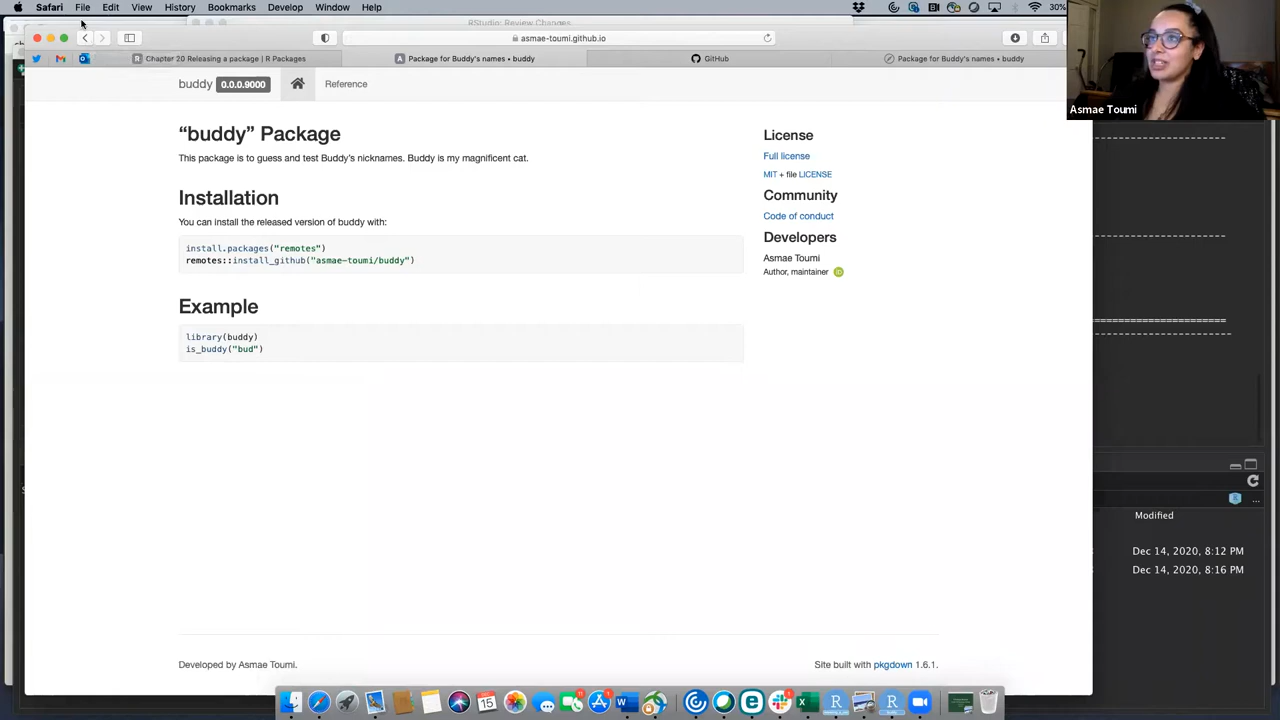 Safari File Edit View History Bookmarks Develop Window Help
30%
RStudio: Review Changes
asmae-toumi.github.io
Chapter 20 Releasing a package | R Packages
Package for Buddy's names • buddy
GitHub
Package for Buddy's names • buddy
buddy 0.0.0.9000 Reference
Asmae Toumi
“buddy” Package
This package is to guess and test Buddy’s nicknames. Buddy is my magnificent cat.
Installation
You can install the released version of buddy with:
install.packages("remotes")
remotes::install_github("asmae-toumi/buddy")
Example
library(buddy)
is_buddy("bud")
License
Full license
MIT + file LICENSE
Community
Code of conduct
Developers
Asmae Toumi
Author, maintainer iD
Modified
Dec 14, 2020, 8:12 PM
Dec 14, 2020, 8:16 PM
Developed by Asmae Toumi.
Site built with pkgdown 1.6.1.